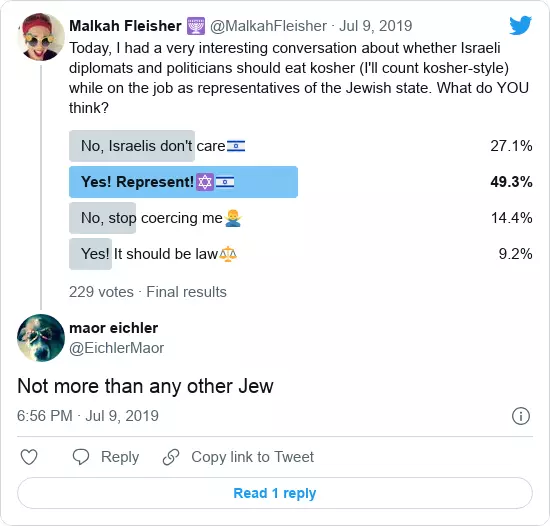 Malkah Fleisher 🕎 @MalkahFleisher · Jul 9, 2019
Today, I had a very interesting conversation about whether Israeli
diplomats and politicians should eat kosher (I'll count kosher-style)
while on the job as representatives of the Jewish state. What do YOU
think?
No, Israelis don't care🇮🇱 27.1%
Yes! Represent!🔯🇮🇱 49.3%
No, stop coercing me🙅‍♂️ 14.4%
Yes! It should be law⚖️ 9.2%
229 votes · Final results
maor eichler
@EichlerMaor
Not more than any other Jew
6:56 PM · Jul 9, 2019
Reply Copy link to Tweet
Read 1 reply